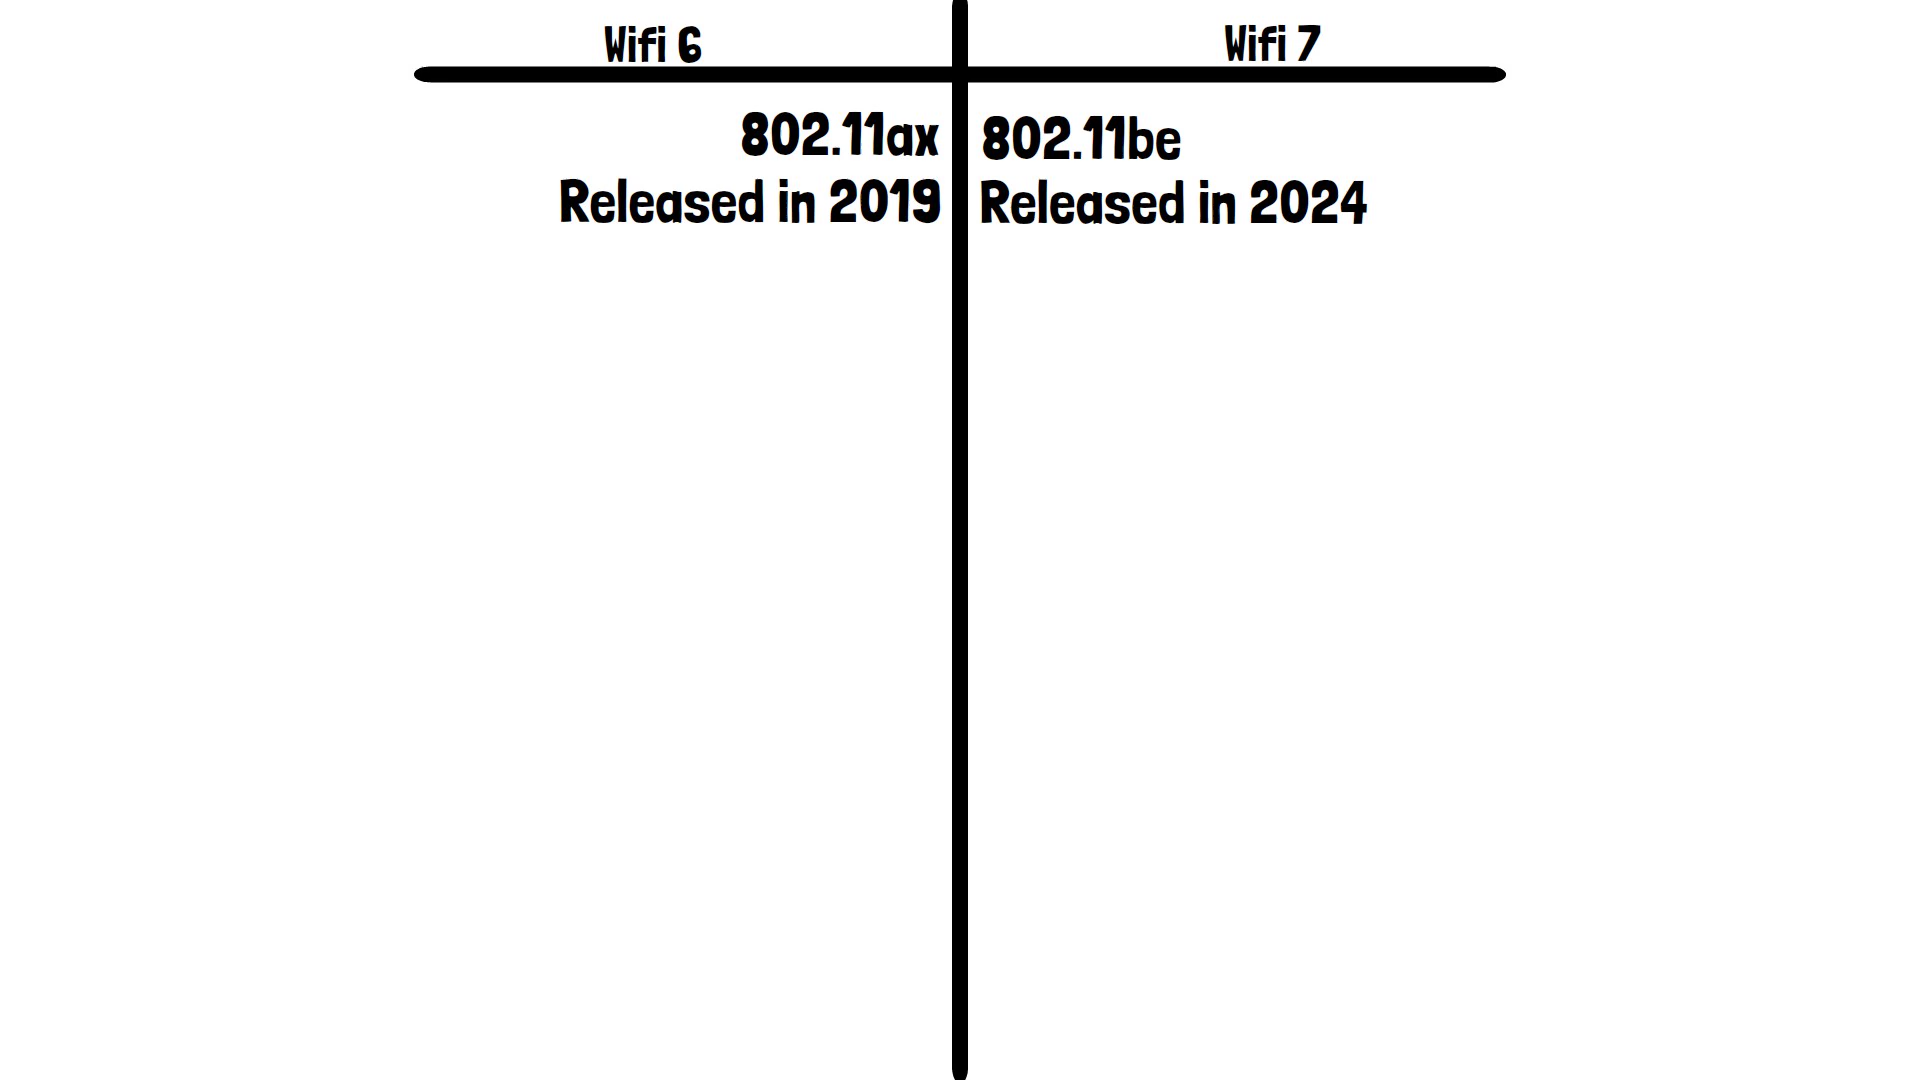 Wifi 6
Wifi 7
802.11ax
Released in 2019
802.11be
Released in 2024